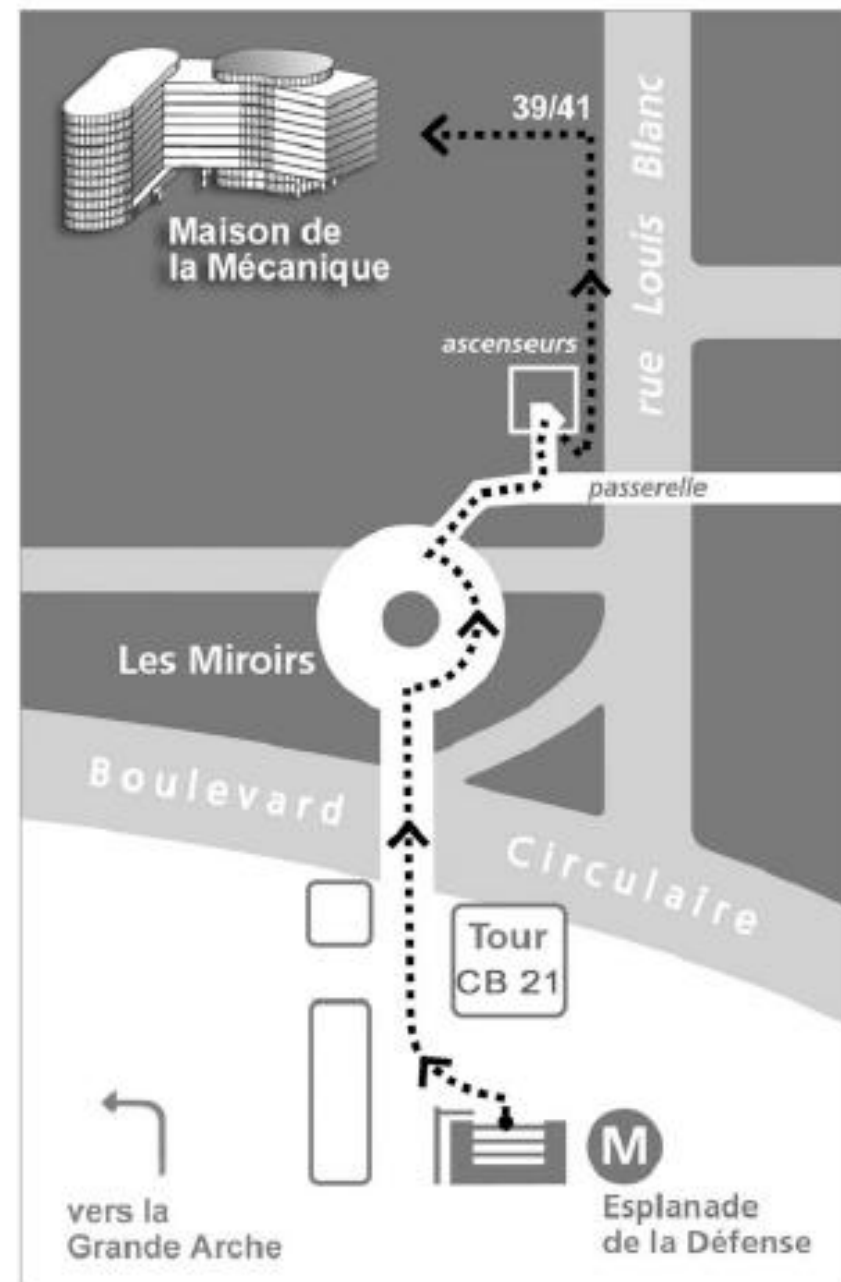 39/41
rue Louis Blanc
Maison de
la Mécanique
ascenseurs
passerelle
Les Miroirs
Boulevard Circulaire
Tour
CB 21
M
vers la
Grande Arche
Esplanade
de la Défense